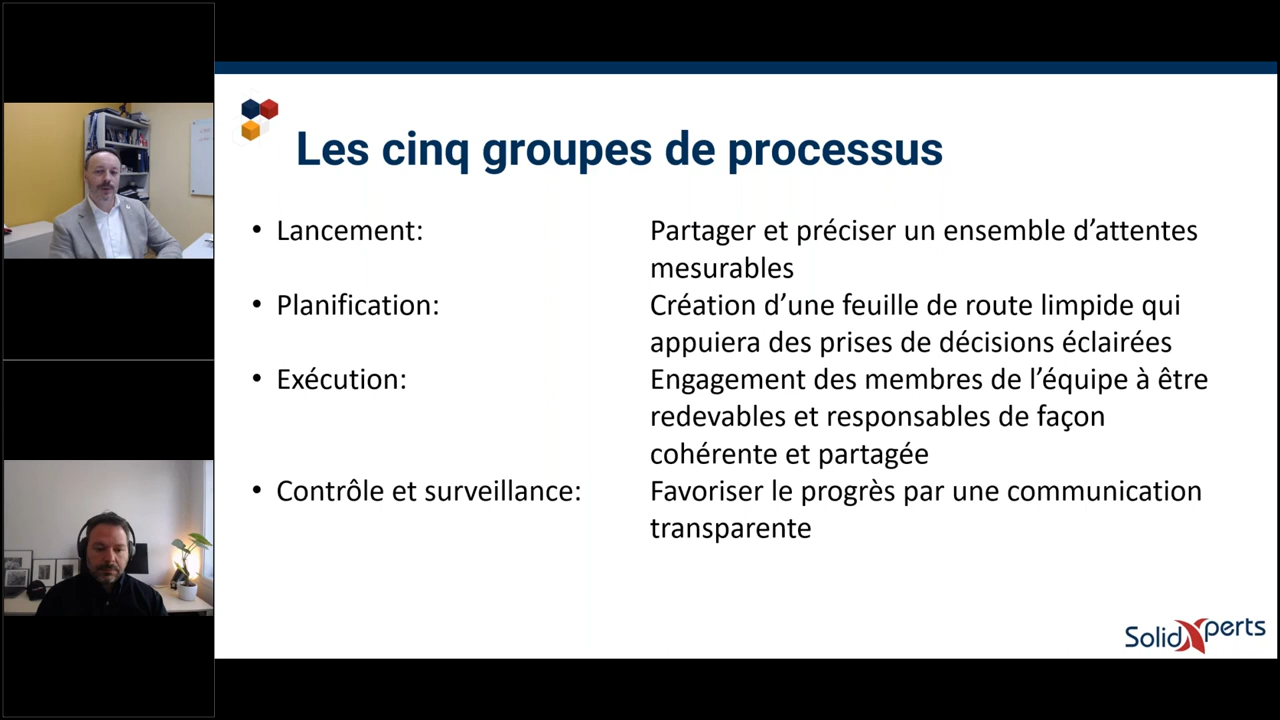 Les cinq groupes de processus
• Lancement: Partager et préciser un ensemble d’attentes
mesurables
• Planification: Création d’une feuille de route limpide qui
appuiera des prises de décisions éclairées
• Exécution: Engagement des membres de l’équipe à être
redevables et responsables de façon
cohérente et partagée
• Contrôle et surveillance: Favoriser le progrès par une communication
transparente
SolidXperts